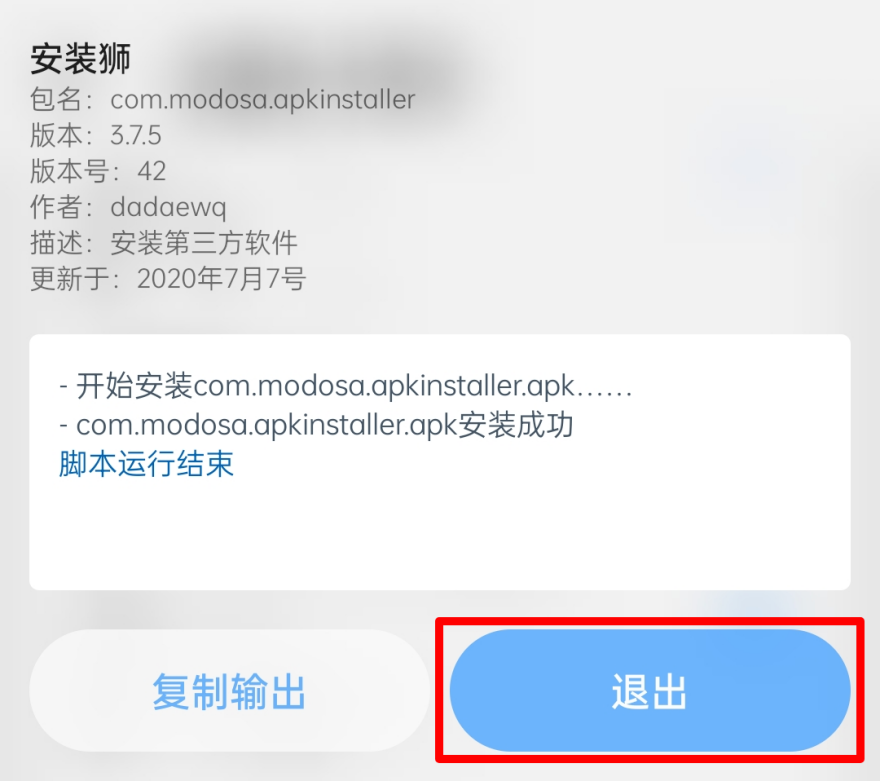 安装狮
包名：com.modosa.apkinstaller
版本：3.7.5
版本号：42
作者：dadaewq
描述：安装第三方软件
更新于：2020年7月7号
- 开始安装com.modosa.apkinstaller.apk……
- com.modosa.apkinstaller.apk安装成功
脚本运行结束
复制输出
退出